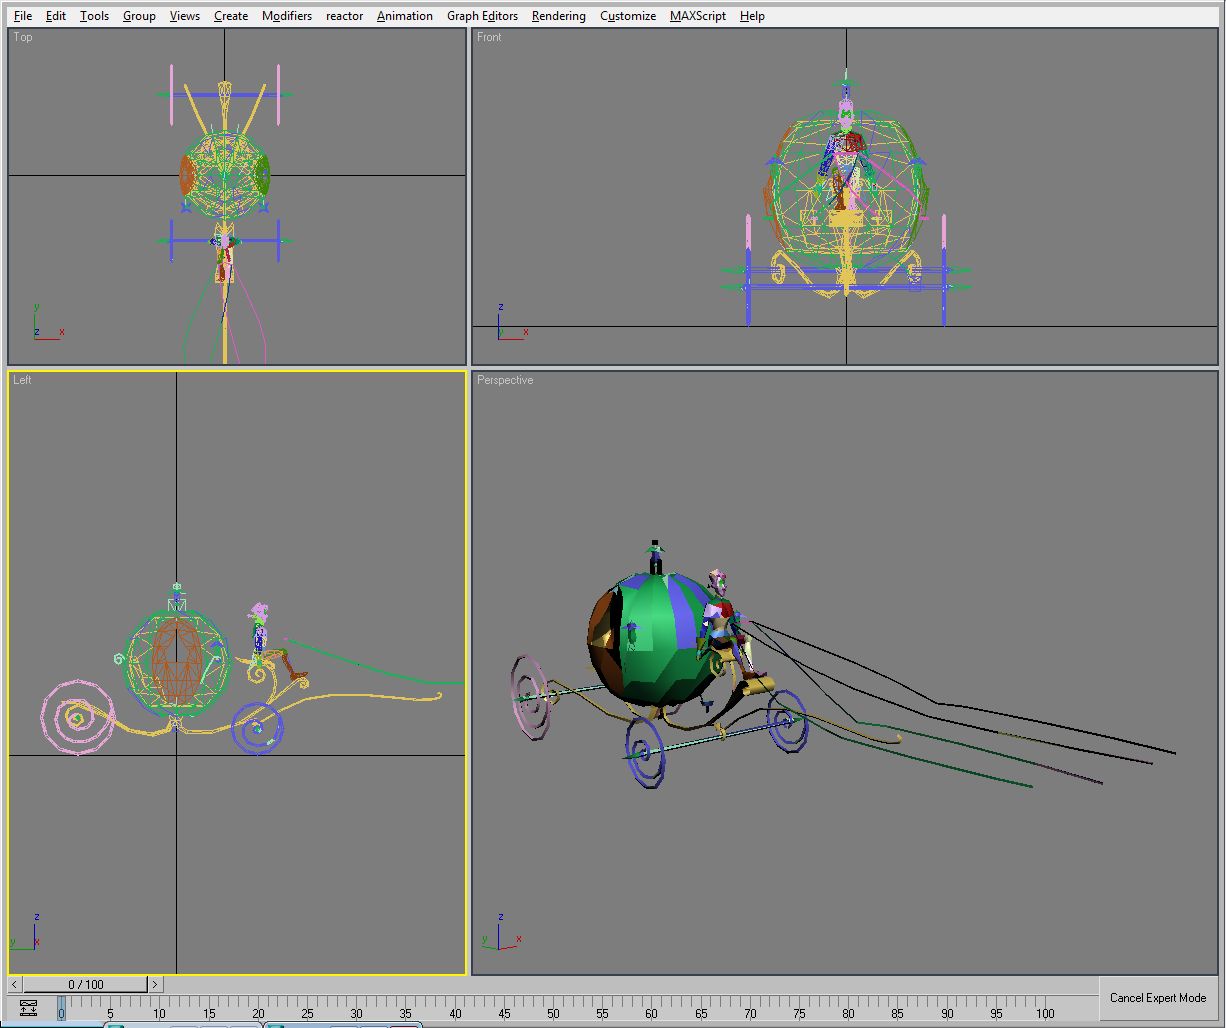 File Edit Tools Group Views Create Modifiers reactor Animation Graph Editors Rendering Customize MAXScript Help
Top
Front
y
z x
z
y x
Left
Perspective
z
y x
z
y x
< 0 / 100 >
0 5 10 15 20 25 30 35 40 45 50 55 60 65 70 75 80 85 90 95 100
Cancel Expert Mode